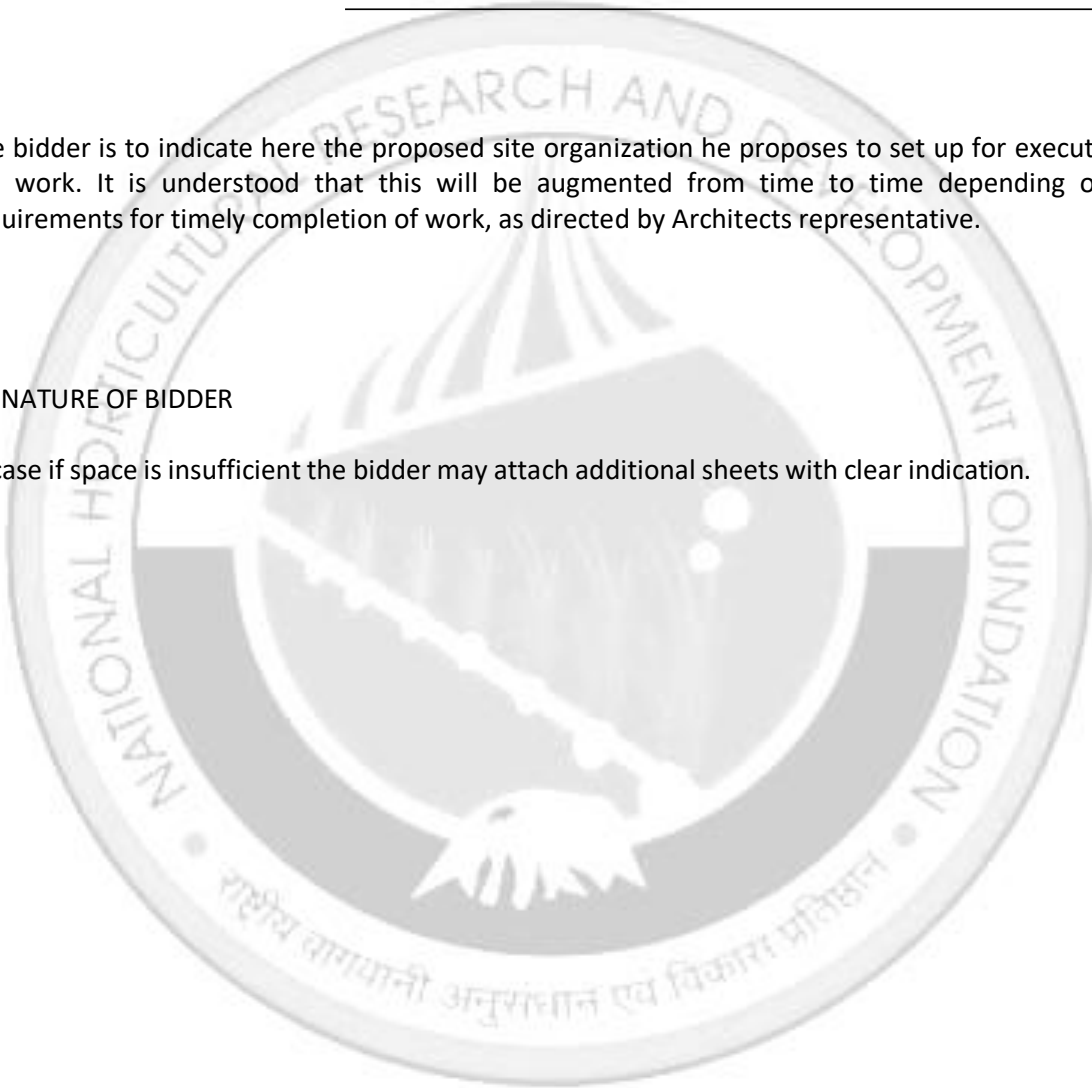 e bidder is to indicate here the proposed site organization he proposes to set up for execut
work. It is understood that this will be augmented from time to time depending o
quirements for timely completion of work, as directed by Architects representative.
NATURE OF BIDDER
case if space is insufficient the bidder may attach additional sheets with clear indication.
NATIONAL HORTICULTURAL RESEARCH AND DEVELOPMENT FOUNDATION
राष्ट्रीय बागवानी अनुसंधान एवं विकास प्रतिष्ठान